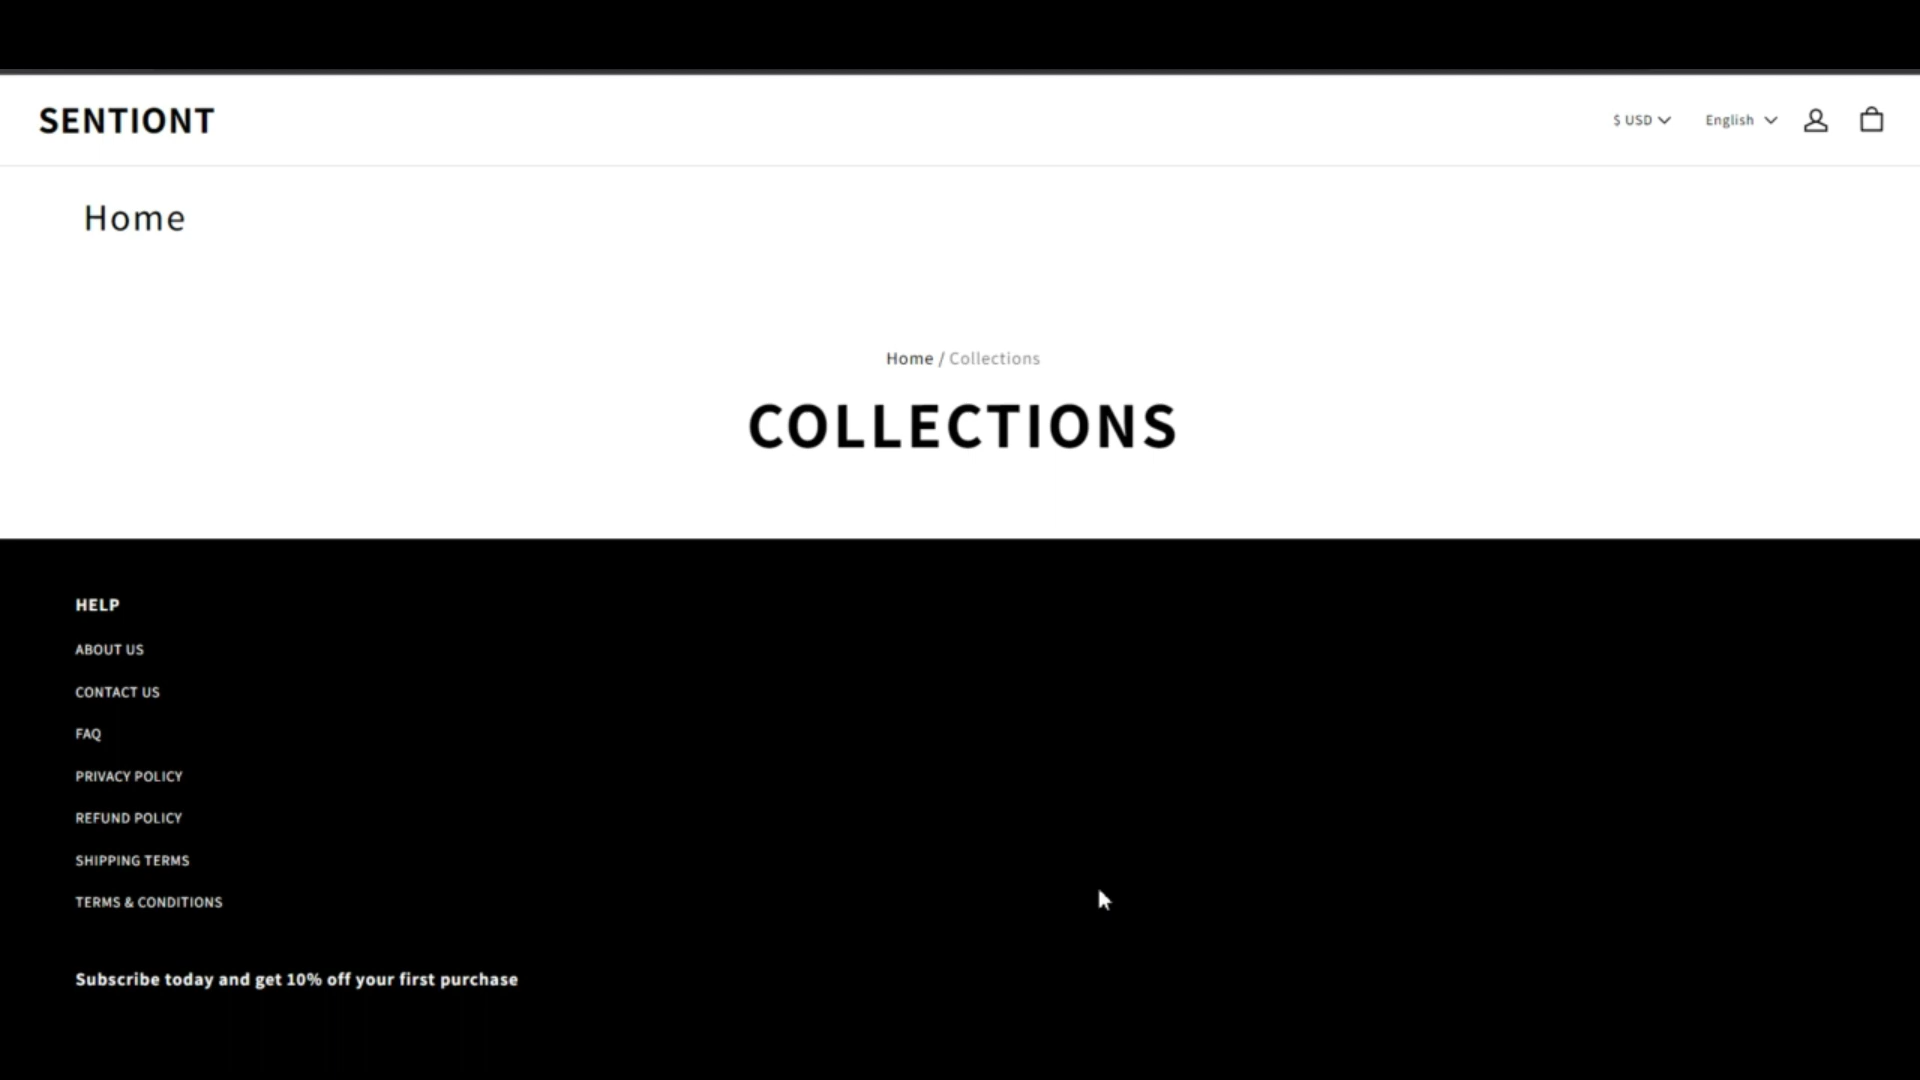 SENTIONT
$ USD
English
Home
Home / Collections
COLLECTIONS
HELP
ABOUT US
CONTACT US
FAQ
PRIVACY POLICY
REFUND POLICY
SHIPPING TERMS
TERMS & CONDITIONS
Subscribe today and get 10% off your first purchase